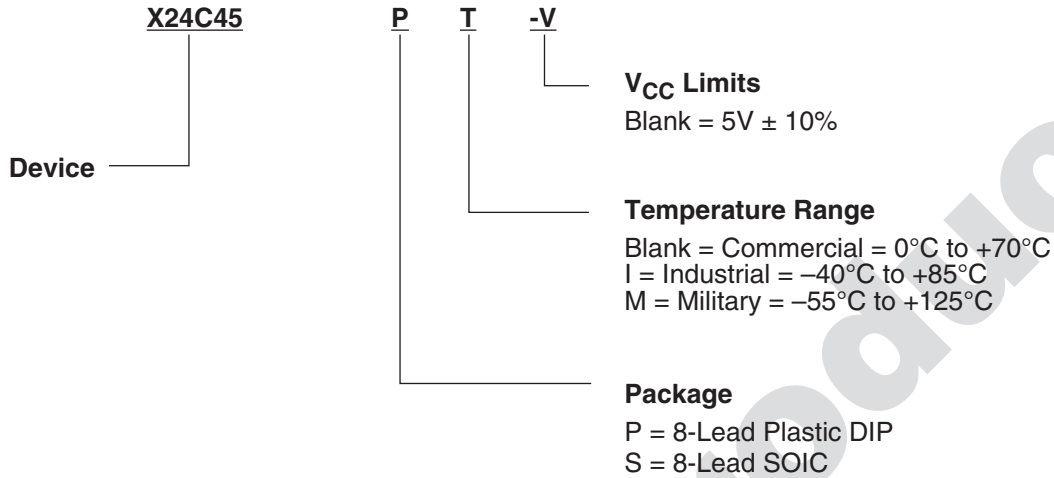 X24C45 P T -V
VCC Limits
Blank = 5V ± 10%
Device
Temperature Range
Blank = Commercial = 0°C to +70°C
I = Industrial = –40°C to +85°C
M = Military = –55°C to +125°C
Package
P = 8-Lead Plastic DIP
S = 8-Lead SOIC